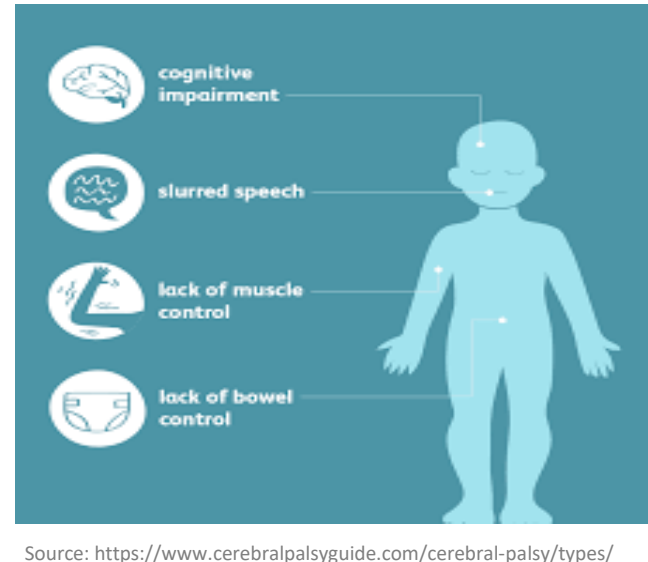 cognitive
impairment
slurred speech
lack of muscle
control
lack of bowel
control
Source: https://www.cerebralpalsyguide.com/cerebral-palsy/types/